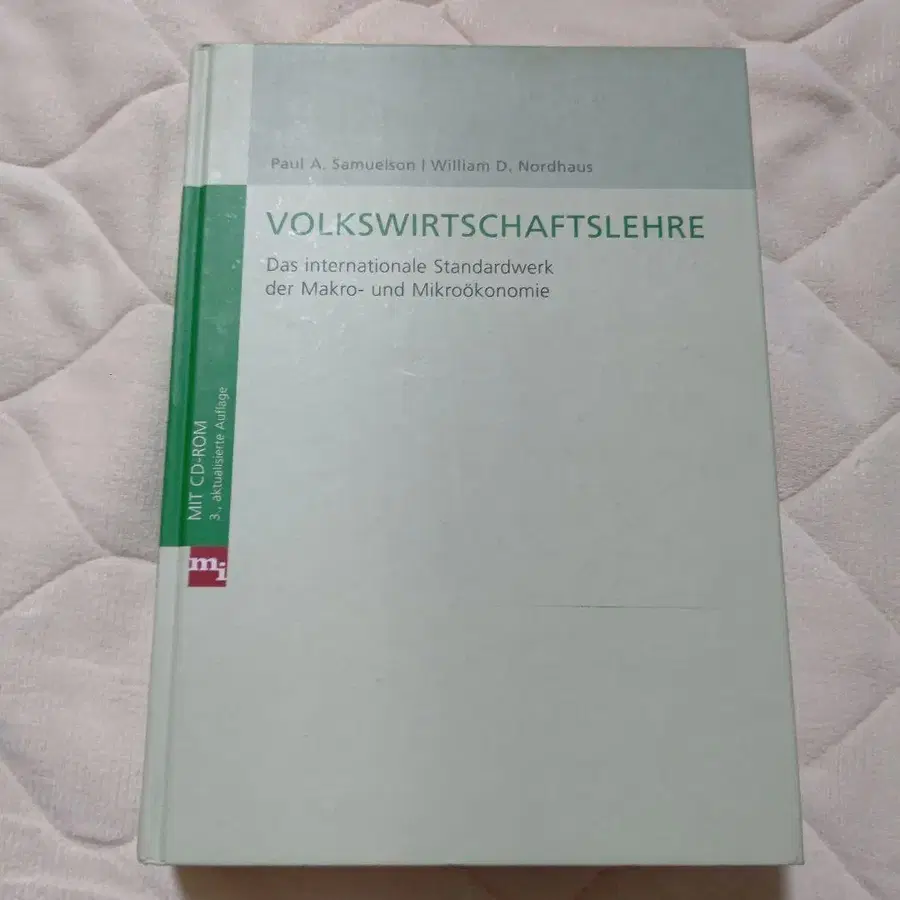 Paul A. Samuelson | William D. Nordhaus
VOLKSWIRTSCHAFTSLEHRE
Das internationale Standardwerk
der Makro- und Mikroökonomie
MIT CD-ROM
3., aktualisierte Auflage
mi